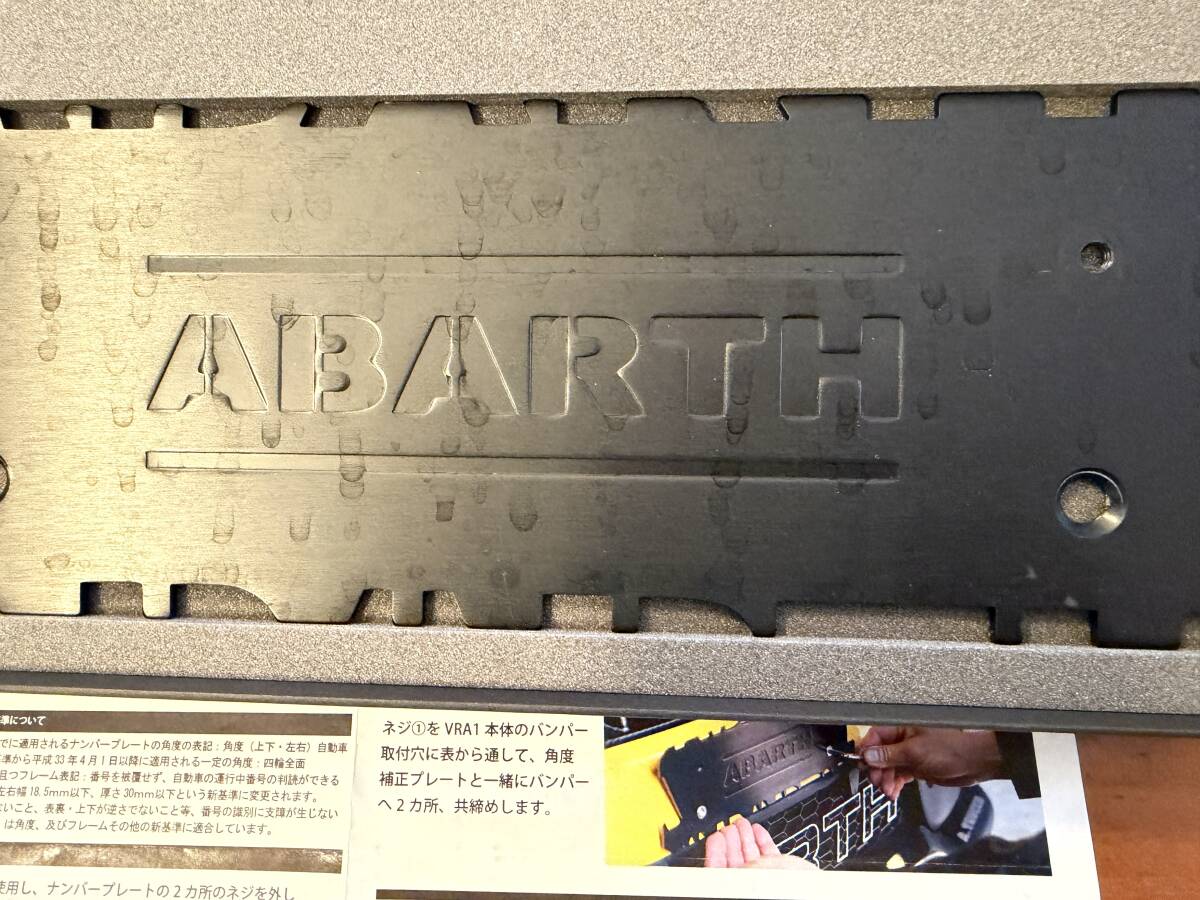 ABARTH
準について
でに適用されるナンバープレートの角度の表記：角度（上下・左右）自動車
準から平成 33 年 4 月 1 日以降に適用される一定の角度：四輪全面
且つフレーム表記：番号を被覆せず、自動車の運行中番号の判読ができる
左右幅 18.5mm以下、厚さ 30mm以下という新基準に変更されます。
ないこと、表裏・上下が逆さでないこと等、番号の識別に支障が生じない
は角度、及びフレームその他の新基準に適合しています。
使用し、ナンバープレートの 2 カ所のネジを外し
ネジ①を VRA1 本体のバンパー
取付穴に表から通して、角度
補正プレートと一緒にバンパー
へ 2 カ所、共締めします。
ABARTH
RTH